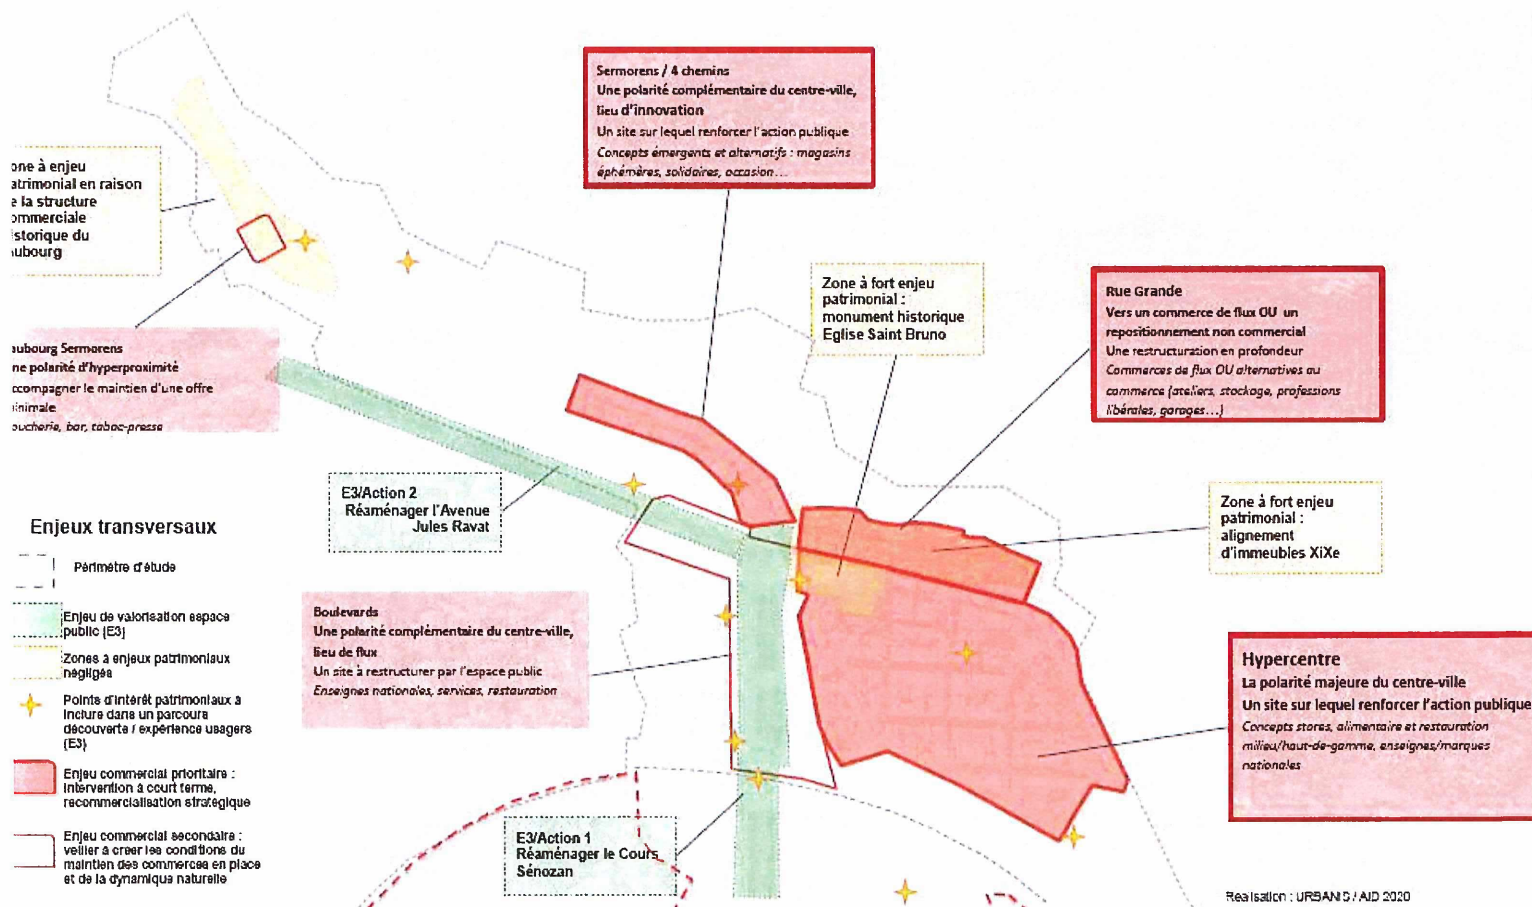 Sermorens / 4 chemins
Une polarité complémentaire du centre-ville,
lieu d'innovation
Un site sur lequel renforcer l'action publique
Concepts émergents et alternatifs : magasins
éphémères, solidaires, occasion...
one à enjeu
atrimonial en raison
e la structure
ommerciale
istorique du
ubourg
Zone à fort enjeu
patrimonial :
monument historique
Eglise Saint Bruno
Rue Grande
Vers un commerce de flux OU un
repositionnement non commercial
Une restructuration en profondeur
Commerces de flux OU alternatives au
commerce (ateliers, stockage, professions
libérales, garages...)
aubourg Sermorens
ne polarité d'hyperproximité
ccompagner le maintien d'une offre
inimale
oucherie, bar, tabac-presse
E3/Action 2
Réaménager l'Avenue
Jules Ravat
Zone à fort enjeu
patrimonial :
alignement
d'immeubles XiXe
Enjeux transversaux
Périmètre d'étude
Enjeu de valorisation espace
public (E3)
Zones à enjeux patrimoniaux
négligés
Points d'intérêt patrimoniaux à
inclure dans un parcours
découverte / expérience usagers
(E3)
Enjeu commercial prioritaire :
intervention à court terme,
recommercialisation stratégique
Enjeu commercial secondaire :
veiller à créer les conditions du
maintien des commerces en place
et de la dynamique naturelle
Boulevards
Une polarité complémentaire du centre-ville,
lieu de flux
Un site à restructurer par l'espace public
Enseignes nationales, services, restauration
Hypercentre
La polarité majeure du centre-ville
Un site sur lequel renforcer l'action publique
Concepts stores, alimentaire et restauration
milieu/haut-de-gamme, enseignes/marques
nationales
E3/Action 1
Réaménager le Cours
Sénozan
Réalisation : URBANIS / AID 2020